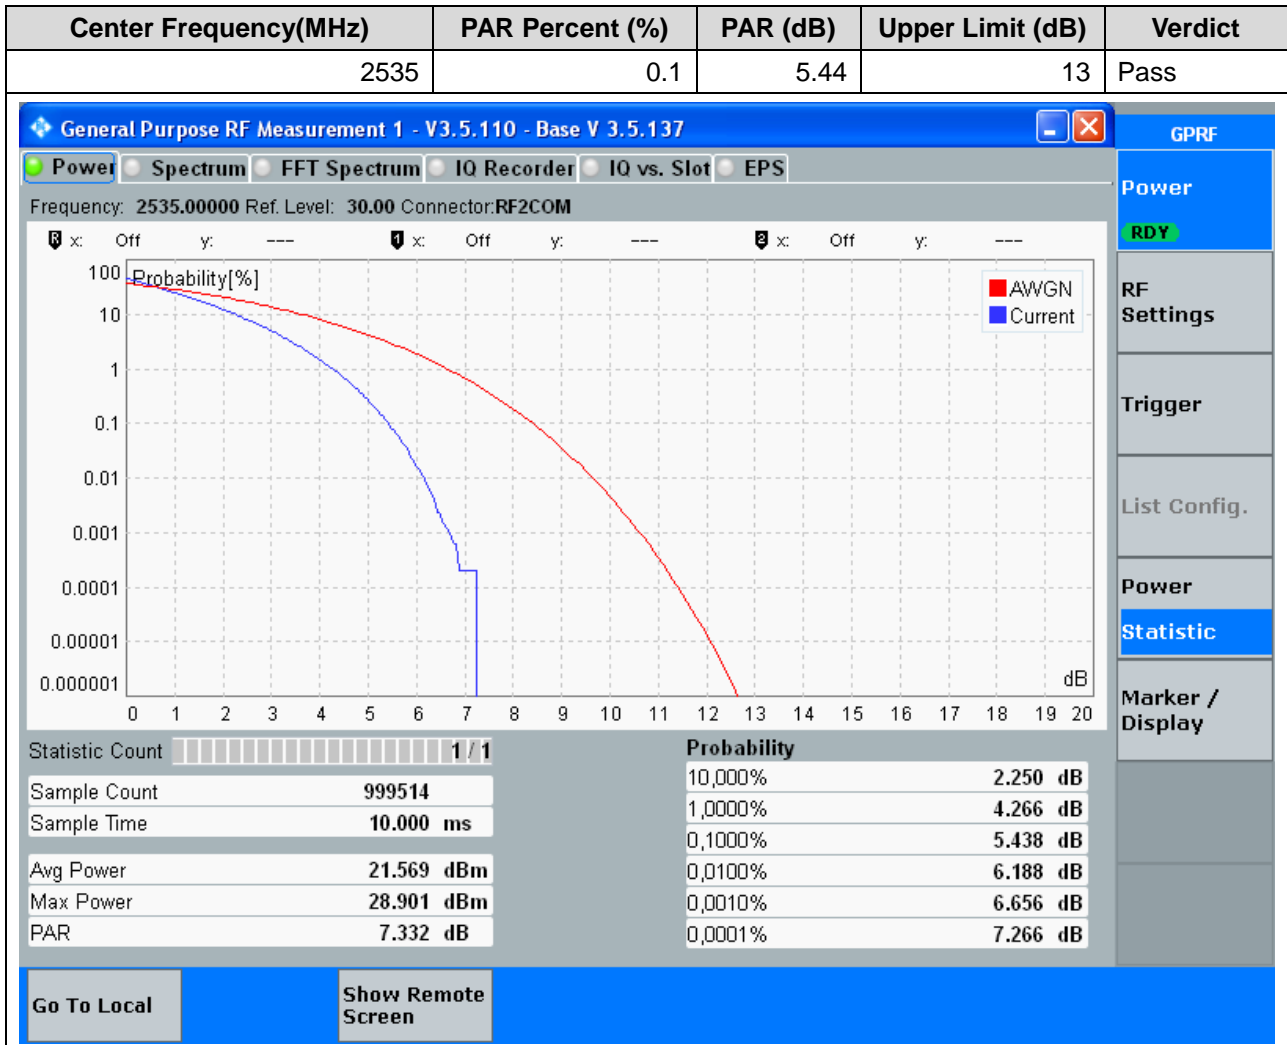 Center Frequency(MHz) PAR Percent (%) PAR (dB) Upper Limit (dB) Verdict
2535 0.1 5.44 13 Pass
General Purpose RF Measurement 1 - V3.5.110 - Base V 3.5.137
GPRF
Power Spectrum FFT Spectrum IQ Recorder IQ vs. Slot EPS
Power
RDY
Frequency: 2535.00000 Ref. Level: 30.00 Connector:RF2COM
R x: Off y: --- 1 x: Off y: --- 2 x: Off y: ---
Probability[%]
AWGN
Current
100
10
1
0.1
0.01
0.001
0.0001
0.00001
0.000001
dB
0 1 2 3 4 5 6 7 8 9 10 11 12 13 14 15 16 17 18 19 20
RF
Settings
Trigger
List Config.
Power
Statistic
Marker /
Display
Statistic Count 1 / 1
Sample Count 999514
Sample Time 10.000 ms
Avg Power 21.569 dBm
Max Power 28.901 dBm
PAR 7.332 dB
Probability
10,000% 2.250 dB
1,0000% 4.266 dB
0,1000% 5.438 dB
0,0100% 6.188 dB
0,0010% 6.656 dB
0,0001% 7.266 dB
Go To Local
Show Remote
Screen